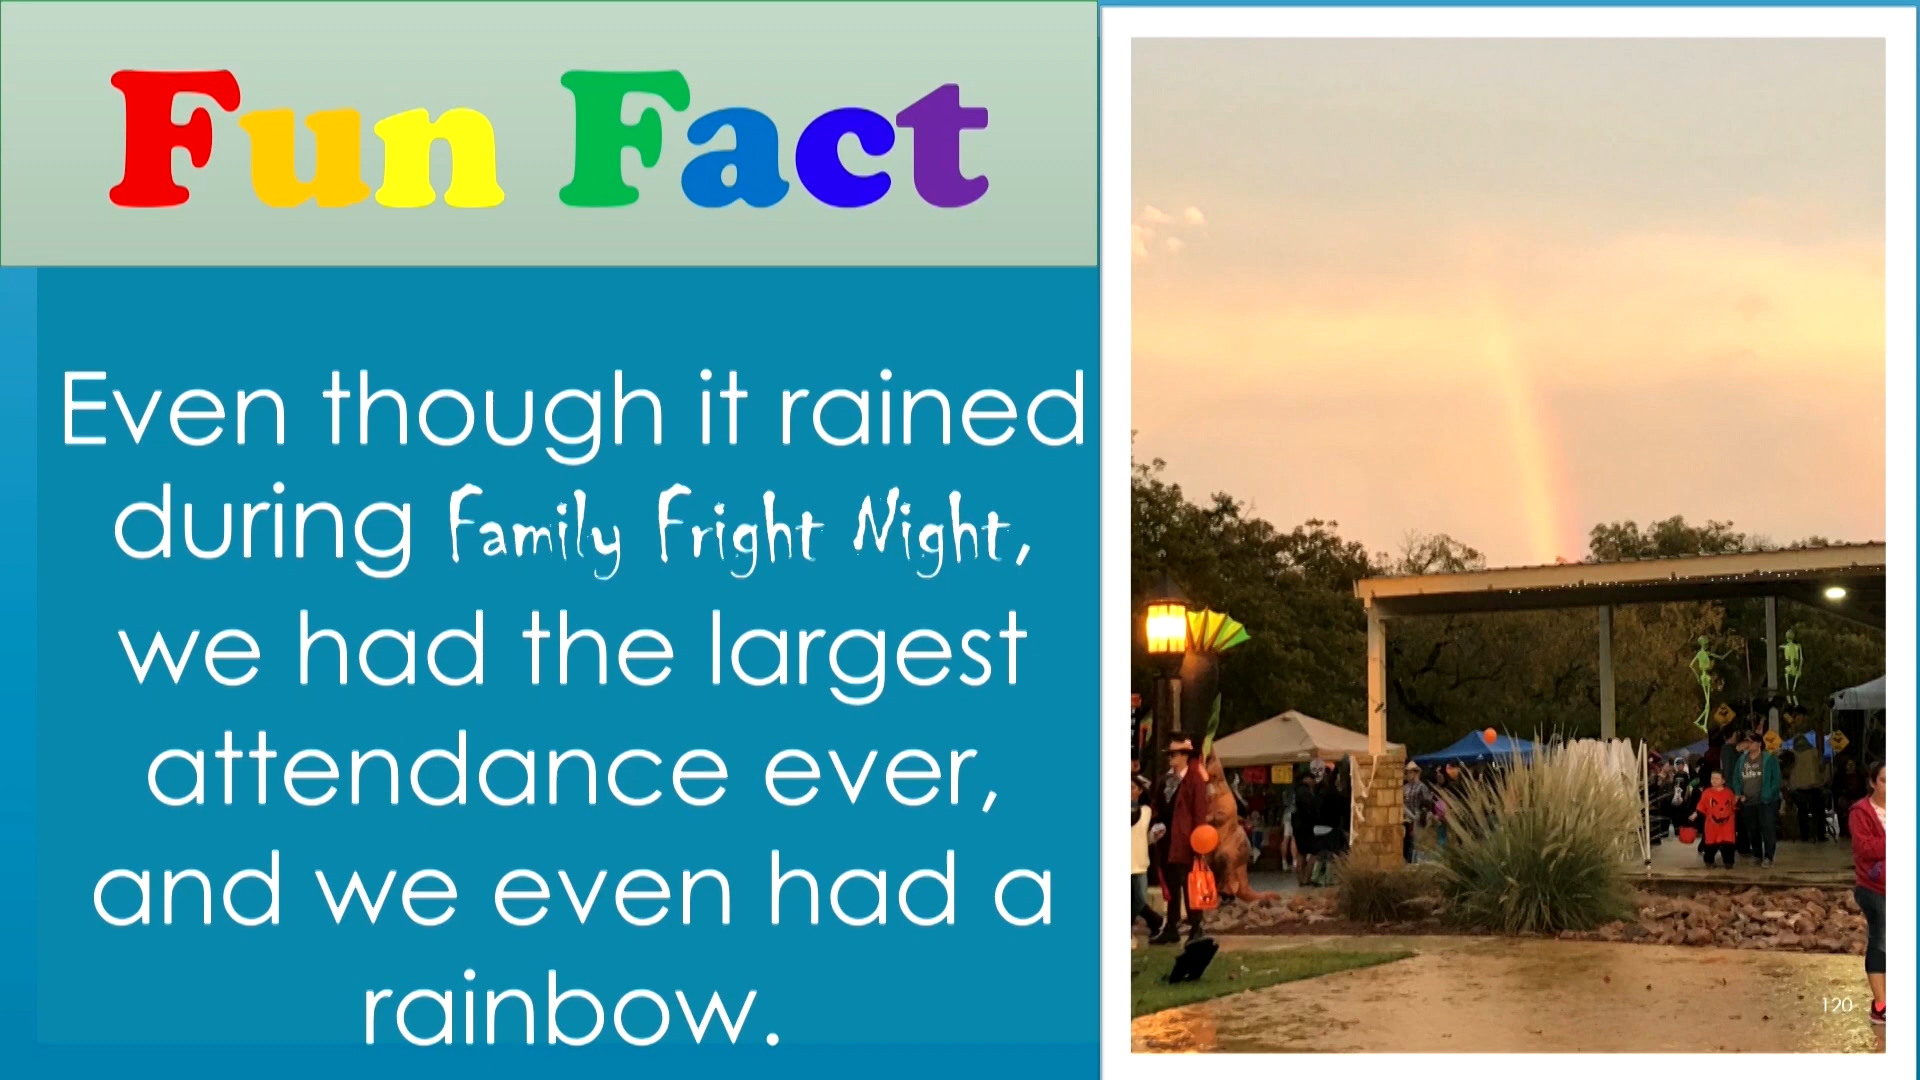 Fun Fact
Even though it rained
during Family Fright Night,
we had the largest
attendance ever,
and we even had a
rainbow.
120